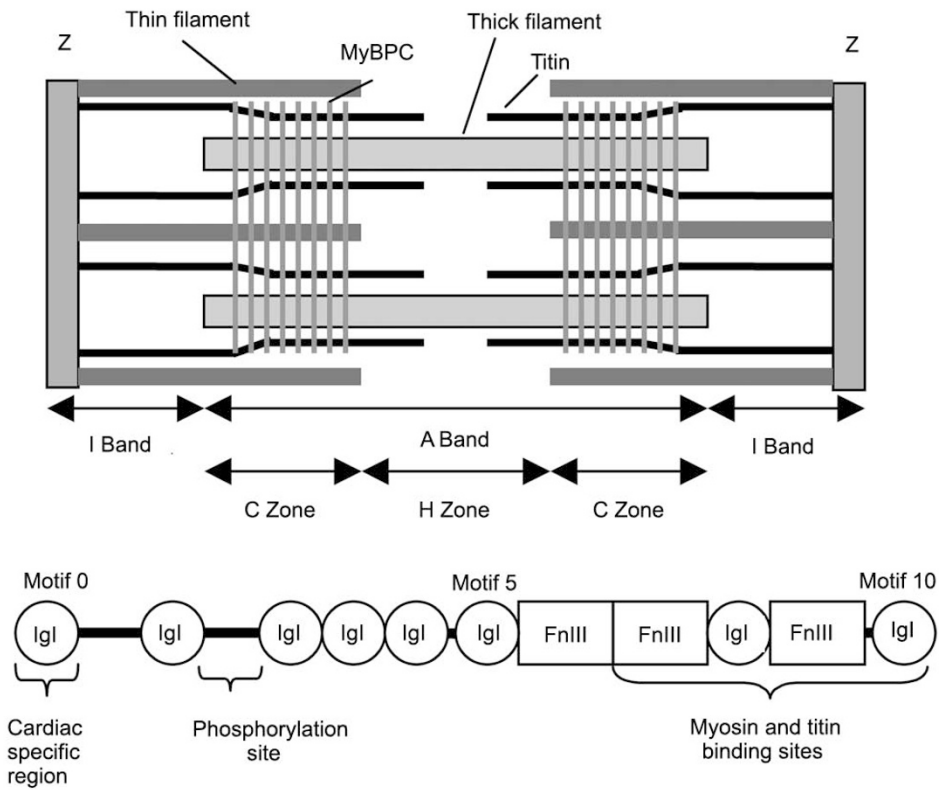 Thin filament
Thick filament
Z
MyBPC
Titin
Z
I Band
A Band
I Band
C Zone
H Zone
C Zone
Motif 0
Motif 5
Motif 10
IgI
IgI
IgI
IgI
IgI
IgI
FnIII
FnIII
IgI
FnIII
IgI
Cardiac
specific
region
Phosphorylation
site
Myosin and titin
binding sites